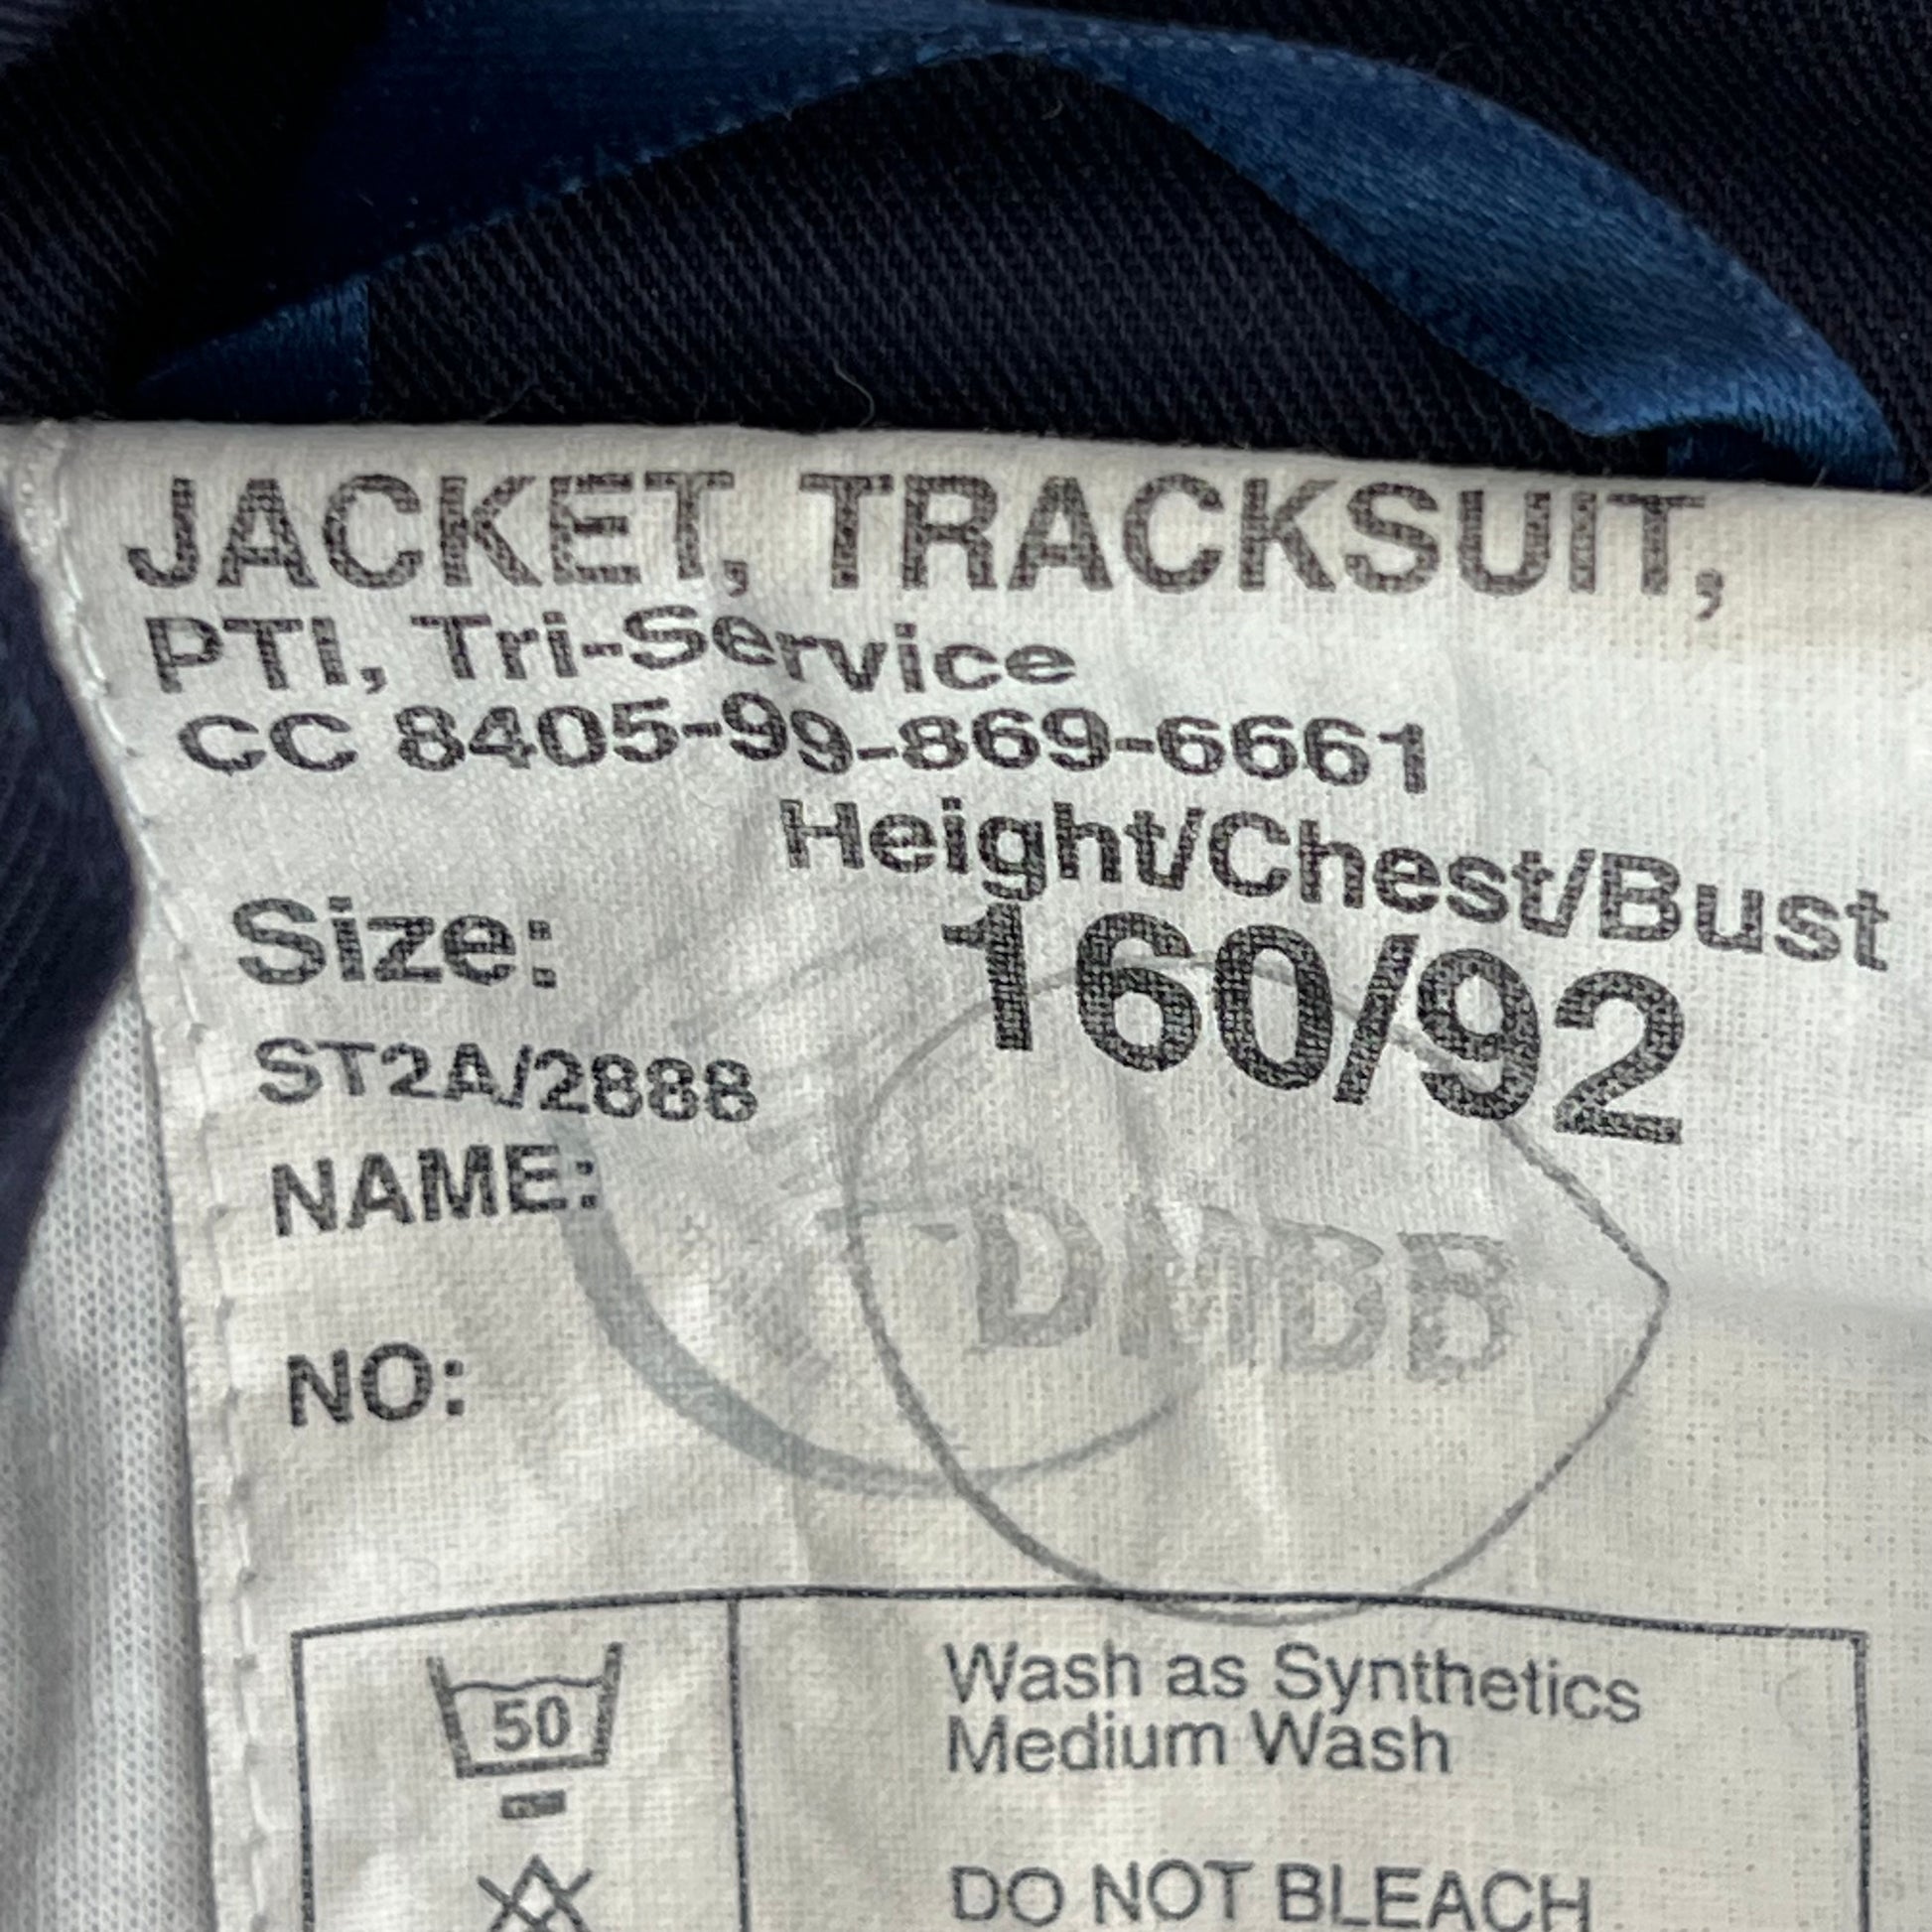 JACKET, TRACKSUIT,
PTI, Tri-Service
CC 8405-99-869-6661
Height/Chest/Bust
Size: 160/92
ST2A/2888
NAME:
DMBB
NO:
50
Wash as Synthetics
Medium Wash
DO NOT BLEACH